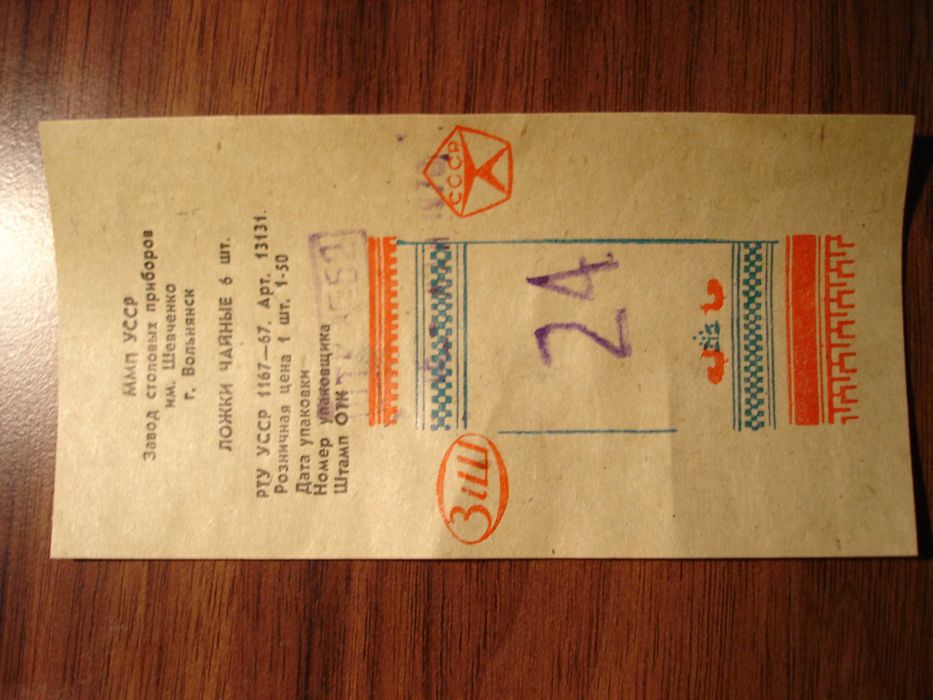 ММП УССР
Завод столовых приборов
им. Шевченко
г. Вольнянск
ЛОЖКИ ЧАЙНЫЕ 6 шт.
РТУ УССР 1167—67. Арт. 13131.
Розничная цена 1 шт. 1-50
Дата упаковки
Номер упаковщика
Штамп ОТК
СССР
ЗіШ
24